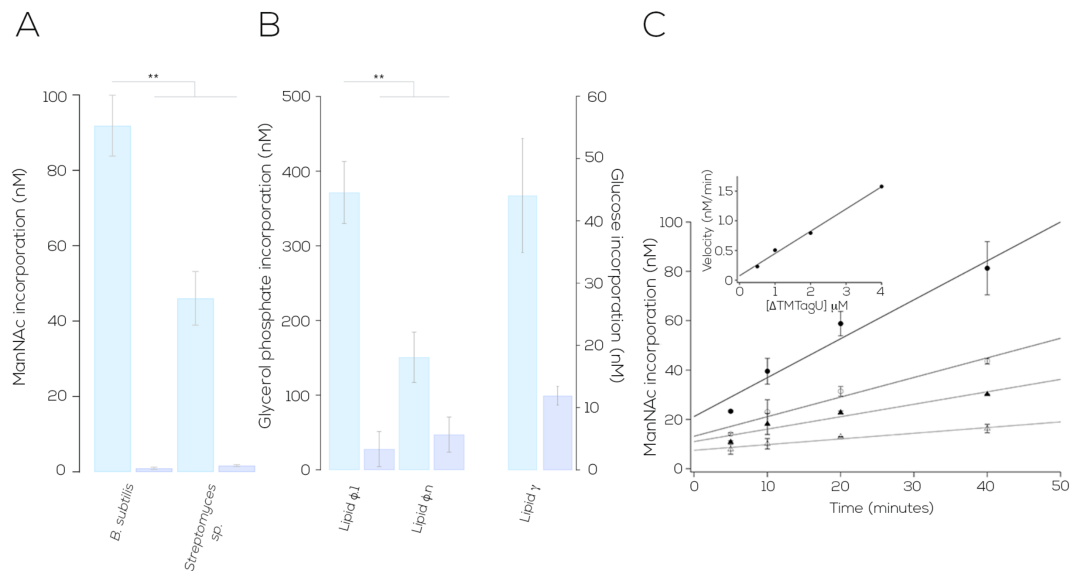 A
B
C
**
100
80
60
40
20
0
ManNAc incorporation (nM)
B. subtilis
Streptomyces
sp.
**
500
400
300
200
100
0
Glycerol phosphate incorporation (nM)
60
50
40
30
20
10
0
Glucose incorporation (nM)
Lipid φ.1
Lipid φ.n
Lipid γ
100
80
60
40
20
0
ManNAc incorporation (nM)
0
10
20
30
40
50
Time (minutes)
1.5
1.0
0.5
0
Velocity (nM/min)
0
1
2
3
4
[ΔTMTagU] μM